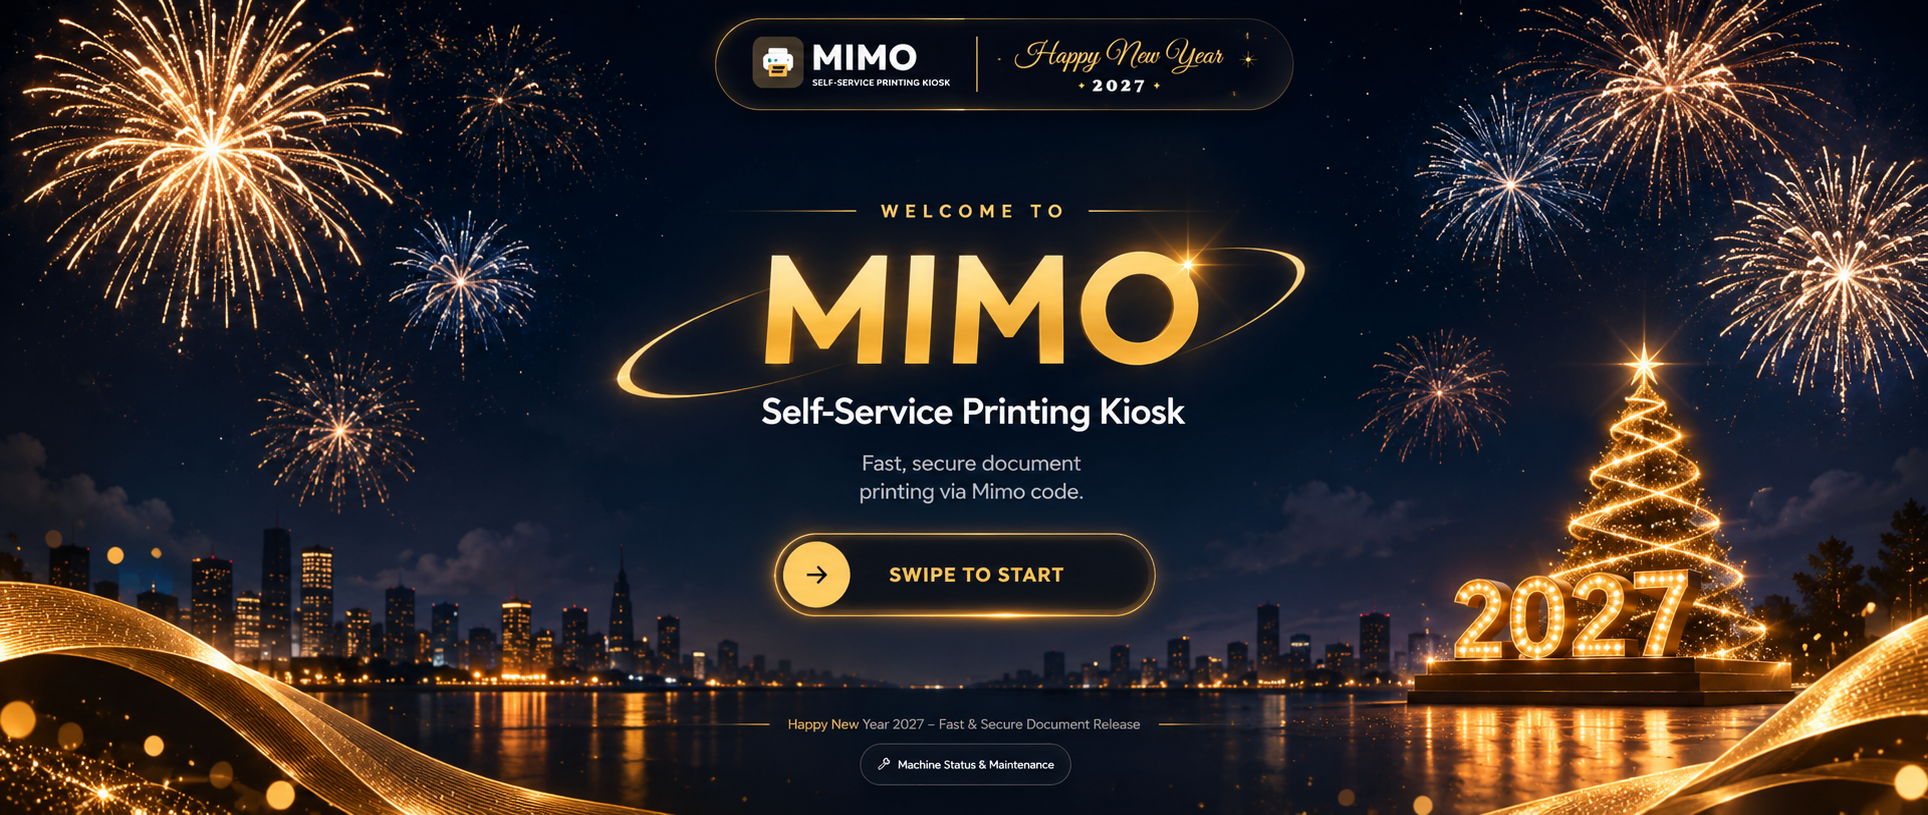 MIMO
SELF-SERVICE PRINTING KIOSK
Happy New Year
2027
WELCOME TO
MIMO
Self-Service Printing Kiosk
Fast, secure document
printing via Mimo code.
SWIPE TO START
2027
Happy New Year 2027 – Fast & Secure Document Release
Machine Status & Maintenance